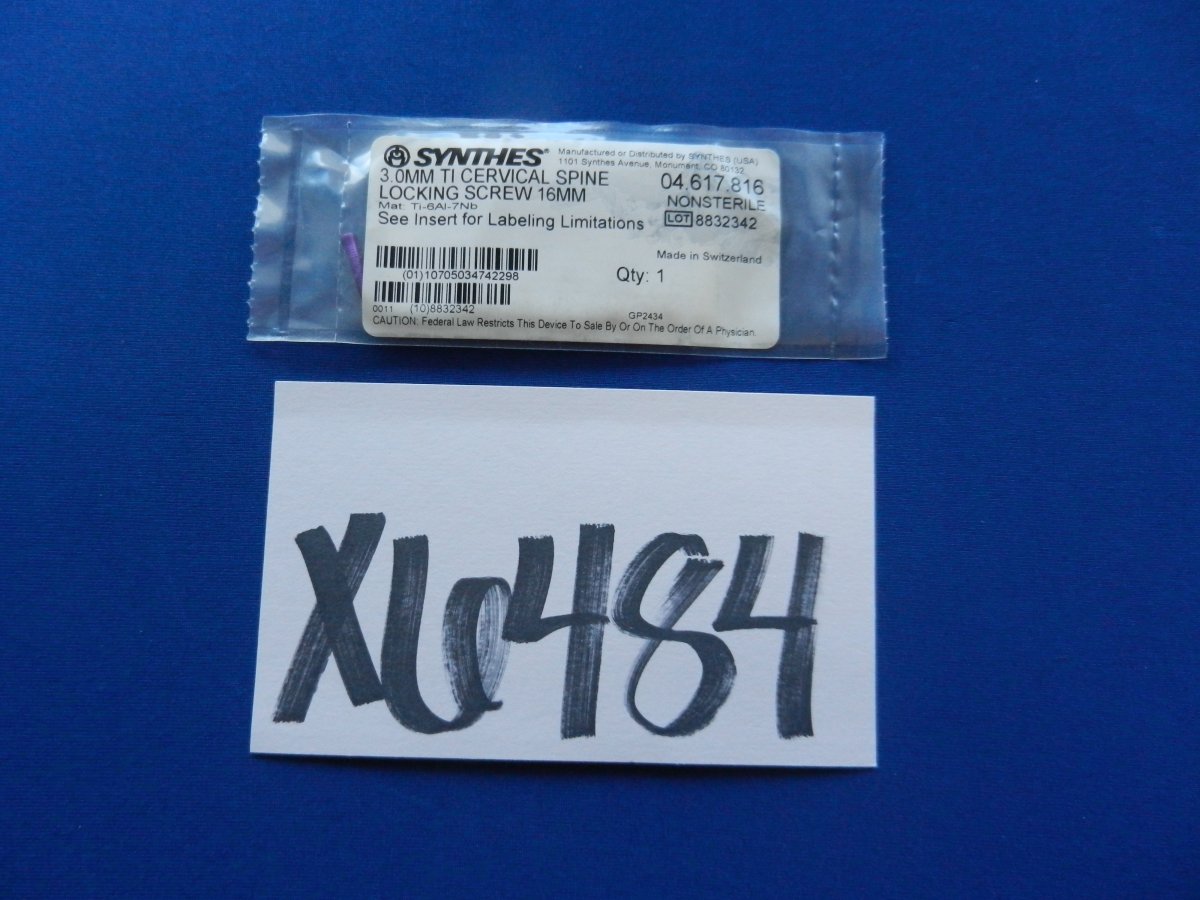 SYNTHES®
Manufactured or Distributed by SYNTHES (USA)
1101 Synthes Avenue, Monument, CO 80132
3.0MM TI CERVICAL SPINE
LOCKING SCREW 16MM
Mat: Ti-6Al-7Nb
See Insert for Labeling Limitations
04.617.816
NONSTERILE
LOT 8832342
Made in Switzerland
(01)10705034742298
Qty: 1
(10)8832342
0011
GP2434
CAUTION: Federal Law Restricts This Device To Sale By Or On The Order Of A Physician.
X6484